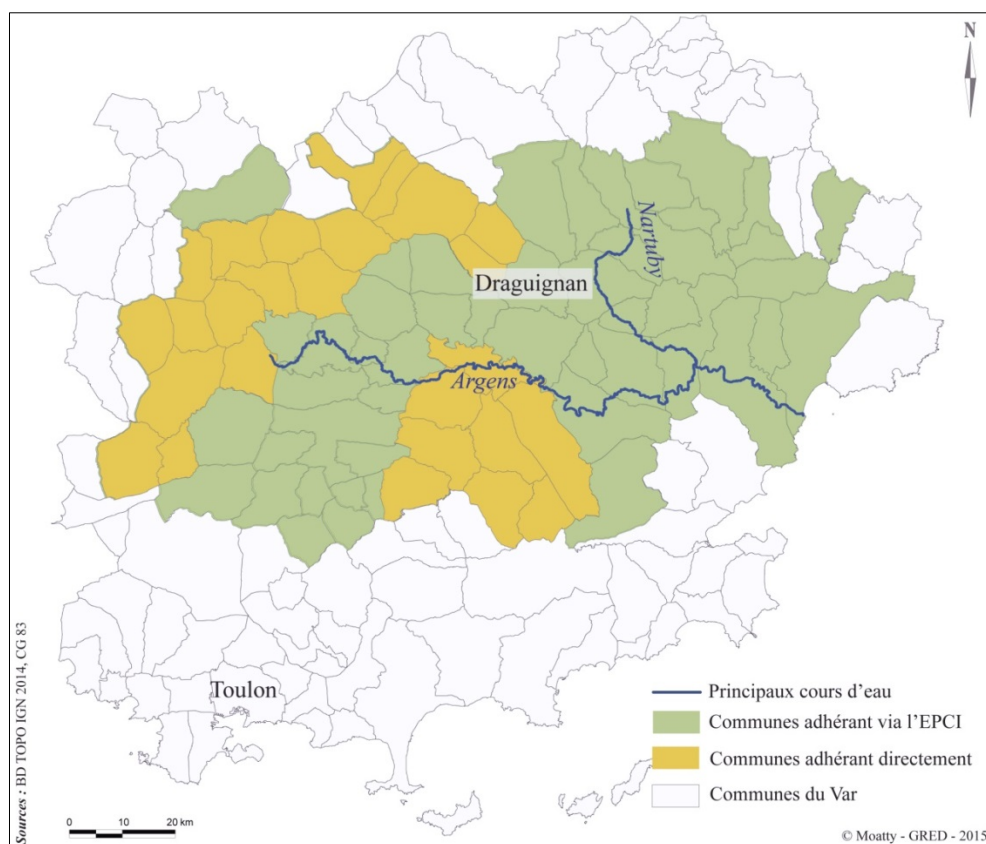 N
Nartuby
Draguignan
Argens
Toulon
Principaux cours d'eau
Communes adhérant via l'EPCI
Communes adhérant directement
Communes du Var
Sources : BD TOPO IGN 2014, CG 83
0 10 20 km
© Moatty - GRED - 2015